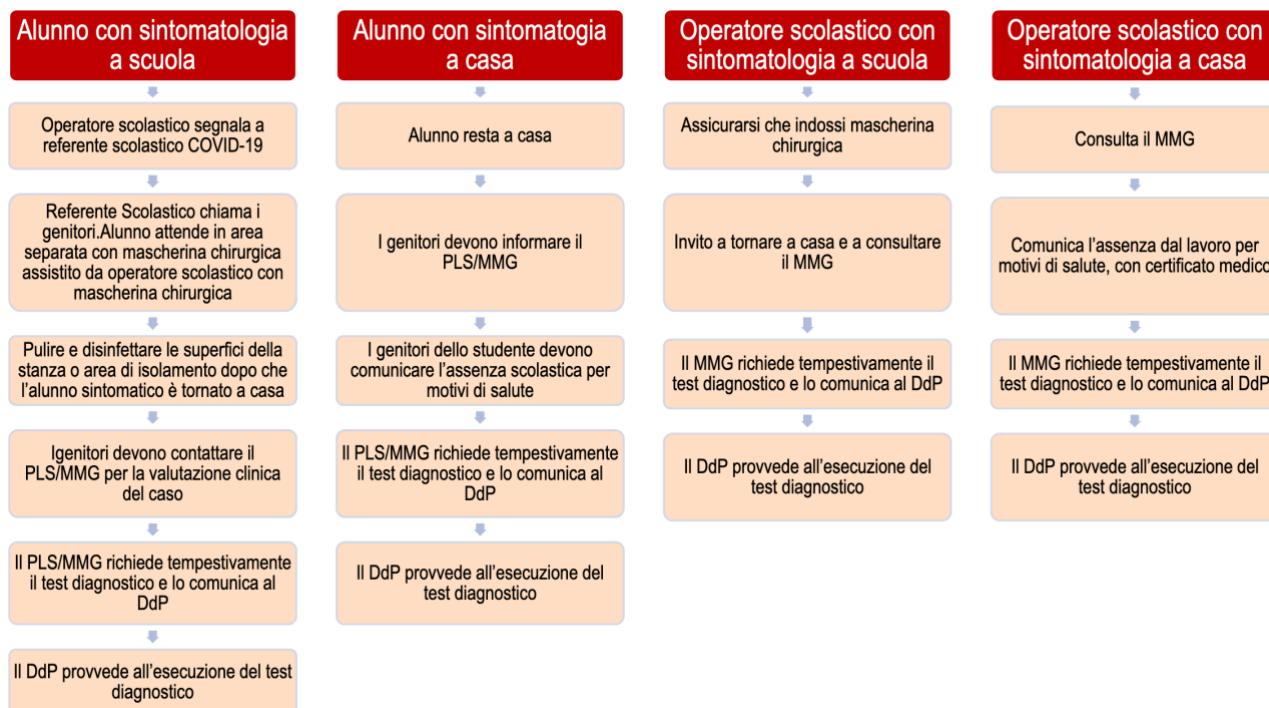 Alunno con sintomatologia
a scuola
Operatore scolastico segnala a
referente scolastico COVID-19
Referente Scolastico chiama i
genitori.Alunno attende in area
separata con mascherina chirurgica
assistito da operatore scolastico con
mascherina chirurgica
Pulire e disinfettare le superfici della
stanza o area di isolamento dopo che
l'alunno sintomatico è tornato a casa
Igenitori devono contattare il
PLS/MMG per la valutazione clinica
del caso
Il PLS/MMG richiede tempestivamente
il test diagnostico e lo comunica al
DdP
Il DdP provvede all'esecuzione del test
diagnostico
Alunno con sintomatogia
a casa
Alunno resta a casa
I genitori devono informare il
PLS/MMG
I genitori dello studente devono
comunicare l'assenza scolastica per
motivi di salute
Il PLS/MMG richiede tempestivamente
il test diagnostico e lo comunica al
DdP
Il DdP provvede all'esecuzione del
test diagnostico
Operatore scolastico con
sintomatologia a scuola
Assicurarsi che indossi mascherina
chirurgica
Invito a tornare a casa e a consultare
il MMG
Il MMG richiede tempestivamente il
test diagnostico e lo comunica al DdP
Il DdP provvede all'esecuzione del
test diagnostico
Operatore scolastico con
sintomatologia a casa
Consulta il MMG
Comunica l'assenza dal lavoro per
motivi di salute, con certificato medico
Il MMG richiede tempestivamente il
test diagnostico e lo comunica al DdP
Il DdP provvede all'esecuzione del
test diagnostico